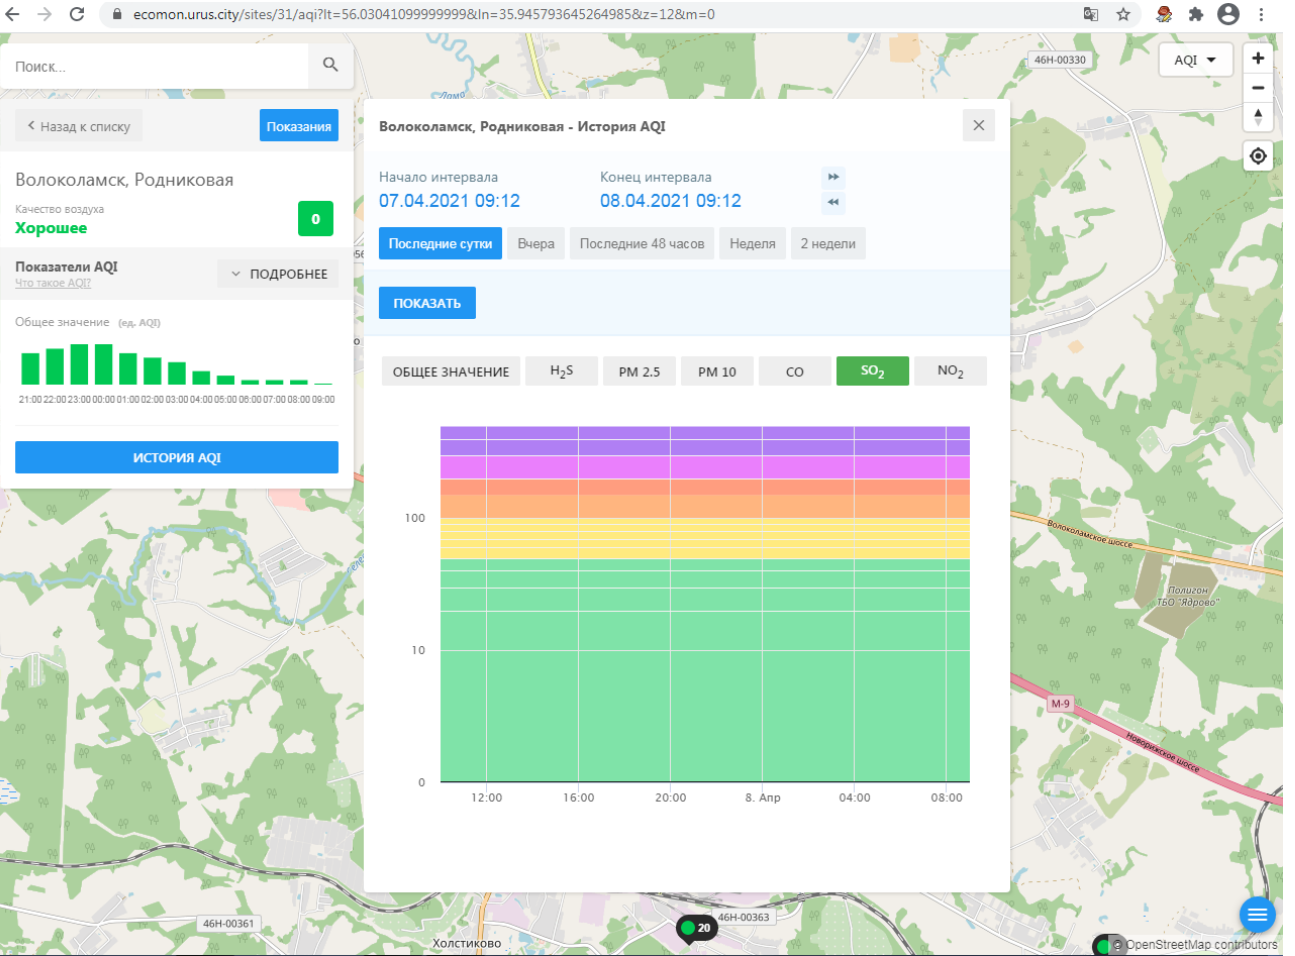 ecomon.urus.city/sites/31/aqi?lt=56.03041099999999&ln=35.945793645264985&z=12&m=0
Поиск...
46Н-00330
AQI
Лама
Назад к списку
Показания
Волоколамск, Родниковая - История AQI
Волоколамск, Родниковая
Качество воздуха
Хорошее
0
Начало интервала
Конец интервала
07.04.2021 09:12
08.04.2021 09:12
Последние сутки
Вчера
Последние 48 часов
Неделя
2 недели
Показатели AQI
Что такое AQI?
ПОДРОБНЕЕ
ПОКАЗАТЬ
Общее значение (ед. AQI)
21:00 22:00 23:00 00:00 01:00 02:00 03:00 04:00 05:00 06:00 07:00 08:00 09:00
ИСТОРИЯ AQI
ОБЩЕЕ ЗНАЧЕНИЕ
H2S
PM 2.5
PM 10
CO
SO2
NO2
100
10
0
12:00
16:00
20:00
8. Апр
04:00
08:00
Волоколамское шоссе
Полигон
ТБО "Ядрово"
М-9
Новорижское шоссе
46Н-00361
46Н-00363
20
Холстиково
© OpenStreetMap contributors